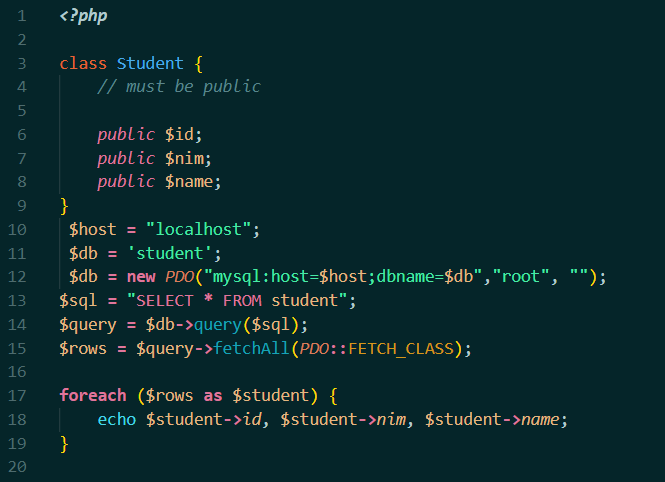 1 <?php
2
3 class Student {
4     // must be public
5
6     public $id;
7     public $nim;
8     public $name;
9 }
10  $host = "localhost";
11  $db = 'student';
12  $db = new PDO("mysql:host=$host;dbname=$db","root", "");
13 $sql = "SELECT * FROM student";
14 $query = $db->query($sql);
15 $rows = $query->fetchAll(PDO::FETCH_CLASS);
16
17 foreach ($rows as $student) {
18     echo $student->id, $student->nim, $student->name;
19 }
20